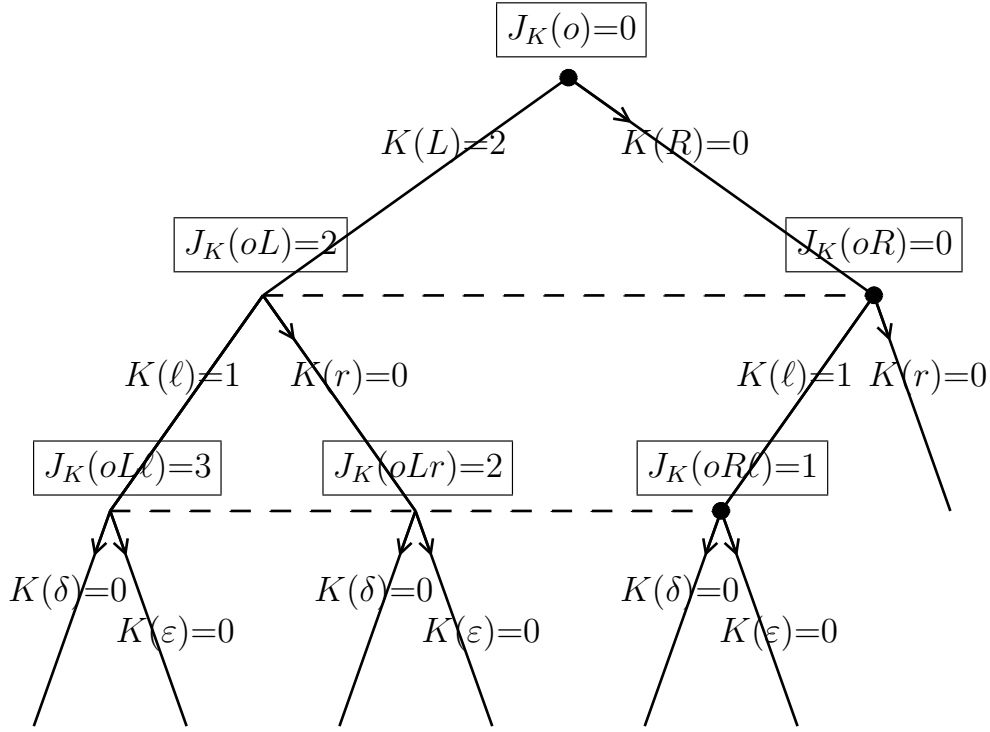 J_K(o)=0
K(L)=2
K(R)=0
J_K(oL)=2
J_K(oR)=0
K(ℓ)=1
K(r)=0
K(ℓ)=1
K(r)=0
J_K(oLℓ)=3
J_K(oLr)=2
J_K(oRℓ)=1
K(δ)=0
K(δ)=0
K(δ)=0
K(ε)=0
K(ε)=0
K(ε)=0